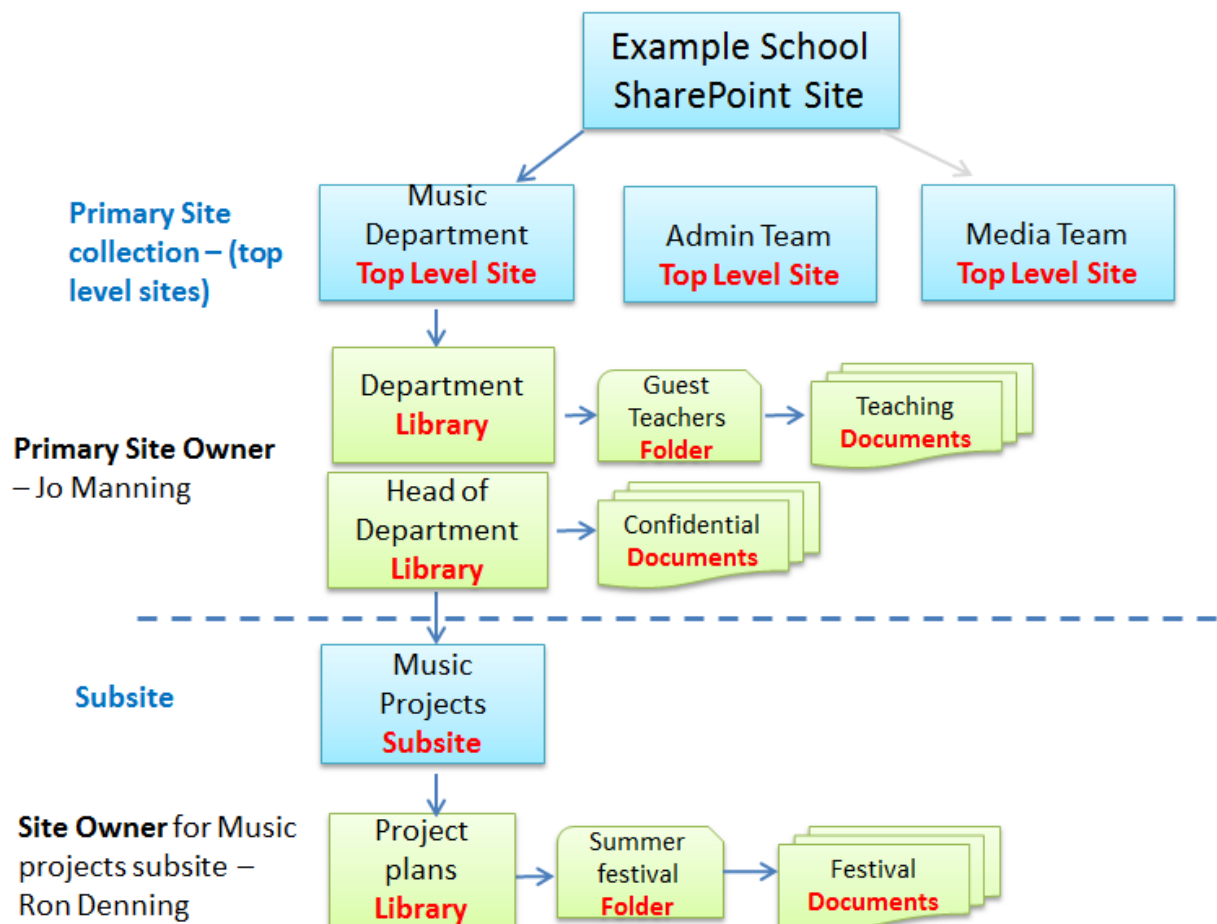 Example School
SharePoint Site
Primary Site
collection – (top
level sites)
Music
Department
Top Level Site
Admin Team
Top Level Site
Media Team
Top Level Site
Primary Site Owner
– Jo Manning
Department
Library
Guest
Teachers
Folder
Teaching
Documents
Head of
Department
Library
Confidential
Documents
Subsite
Music
Projects
Subsite
Site Owner for Music
projects subsite –
Ron Denning
Project
plans
Library
Summer
festival
Folder
Festival
Documents